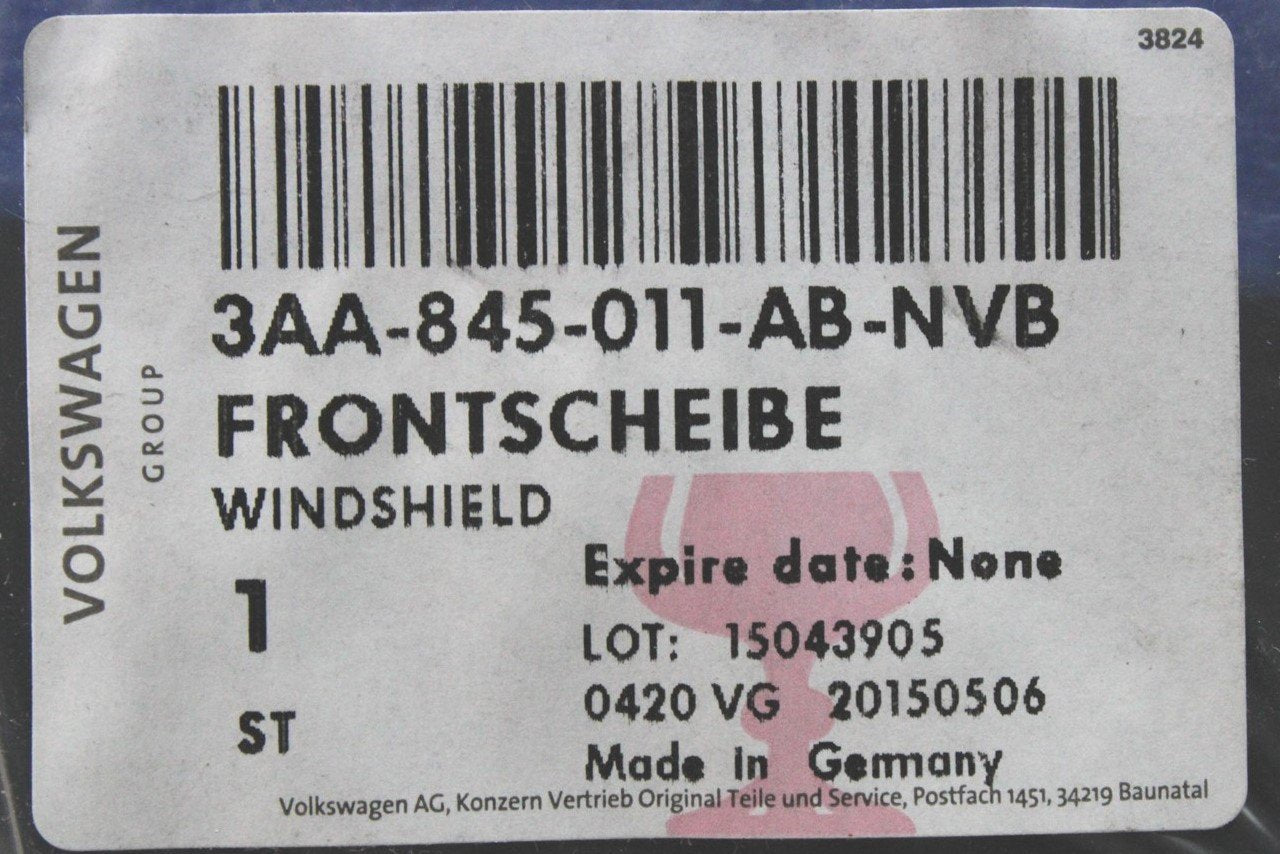 3824
VOLKSWAGEN
GROUP
3AA-845-011-AB-NVB
FRONTSCHEIBE
WINDSHIELD
1
ST
Expire date:None
LOT: 15043905
0420 VG 20150506
Made in Germany
Volkswagen AG, Konzern Vertrieb Original Teile und Service, Postfach 1451, 34219 Baunatal